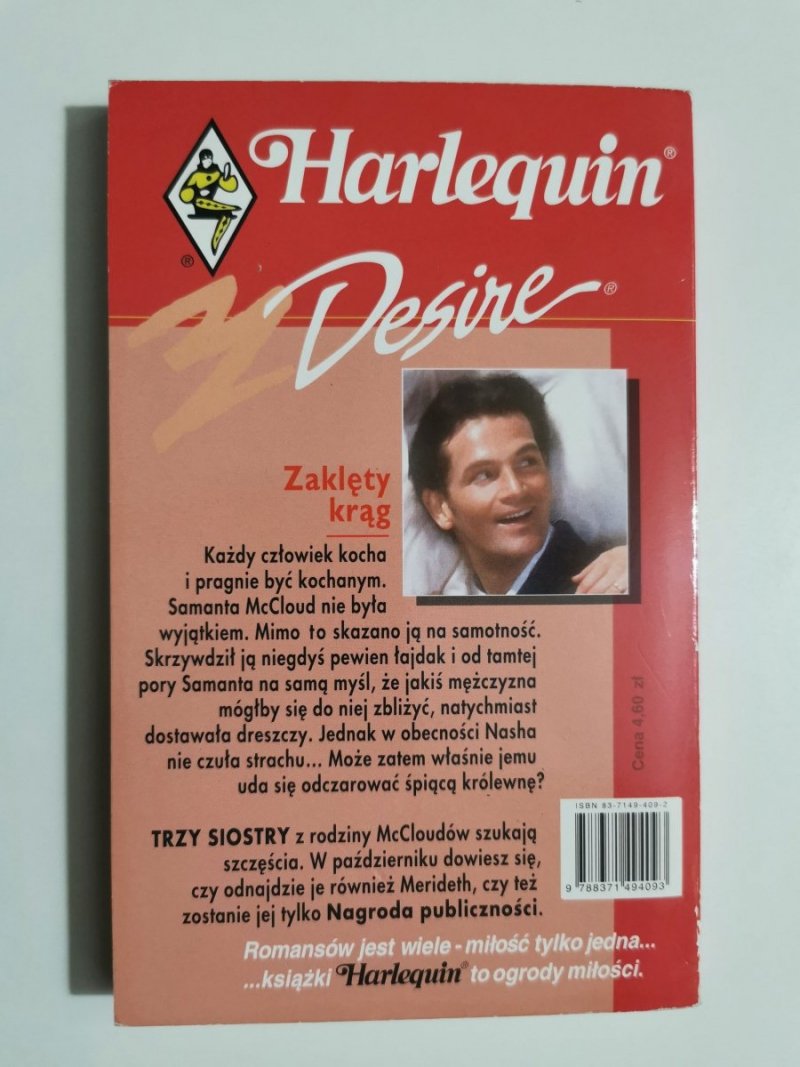 Harlequin®
®
Desire®
Zaklęty
krąg
Każdy człowiek kocha
i pragnie być kochanym.
Samanta McCloud nie była
wyjątkiem. Mimo to skazano ją na samotność.
Skrzywdził ją niegdyś pewien łajdak i od tamtej
pory Samanta na samą myśl, że jakiś mężczyzna
mógłby się do niej zbliżyć, natychmiast
dostawała dreszczy. Jednak w obecności Nasha
nie czuła strachu... Może zatem właśnie jemu
uda się odczarować śpiącą królewnę?
Cena 4,60 zł
ISBN 83-7149-409-2
9 788371 494093
TRZY SIOSTRY z rodziny McCloudów szukają
szczęścia. W październiku dowiesz się,
czy odnajdzie je również Merideth, czy też
zostanie jej tylko Nagroda publiczności.
Romansów jest wiele - miłość tylko jedna...
...książki Harlequin® to ogrody miłości.